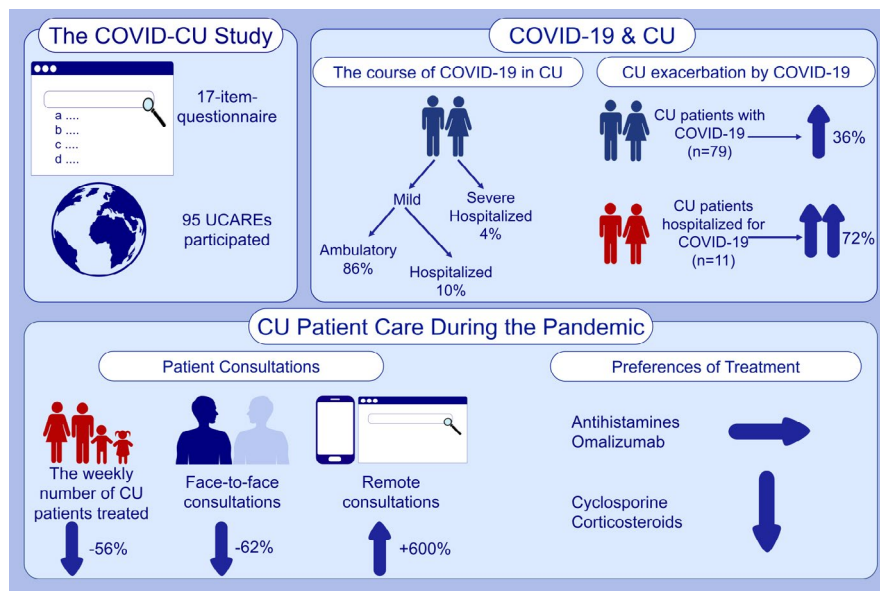 The COVID-CU Study
17-item-
questionnaire
a ....
b ....
c ....
d ....
95 UCAREs
participated
COVID-19 & CU
The course of COVID-19 in CU
Mild
Severe
Hospitalized
4%
Ambulatory
86%
Hospitalized
10%
CU exacerbation by COVID-19
CU patients with
COVID-19
(n=79)
36%
CU patients
hospitalized for
COVID-19
(n=11)
72%
CU Patient Care During the Pandemic
Patient Consultations
The weekly
number of CU
patients treated
-56%
Face-to-face
consultations
-62%
Remote
consultations
+600%
Preferences of Treatment
Antihistamines
Omalizumab
Cyclosporine
Corticosteroids